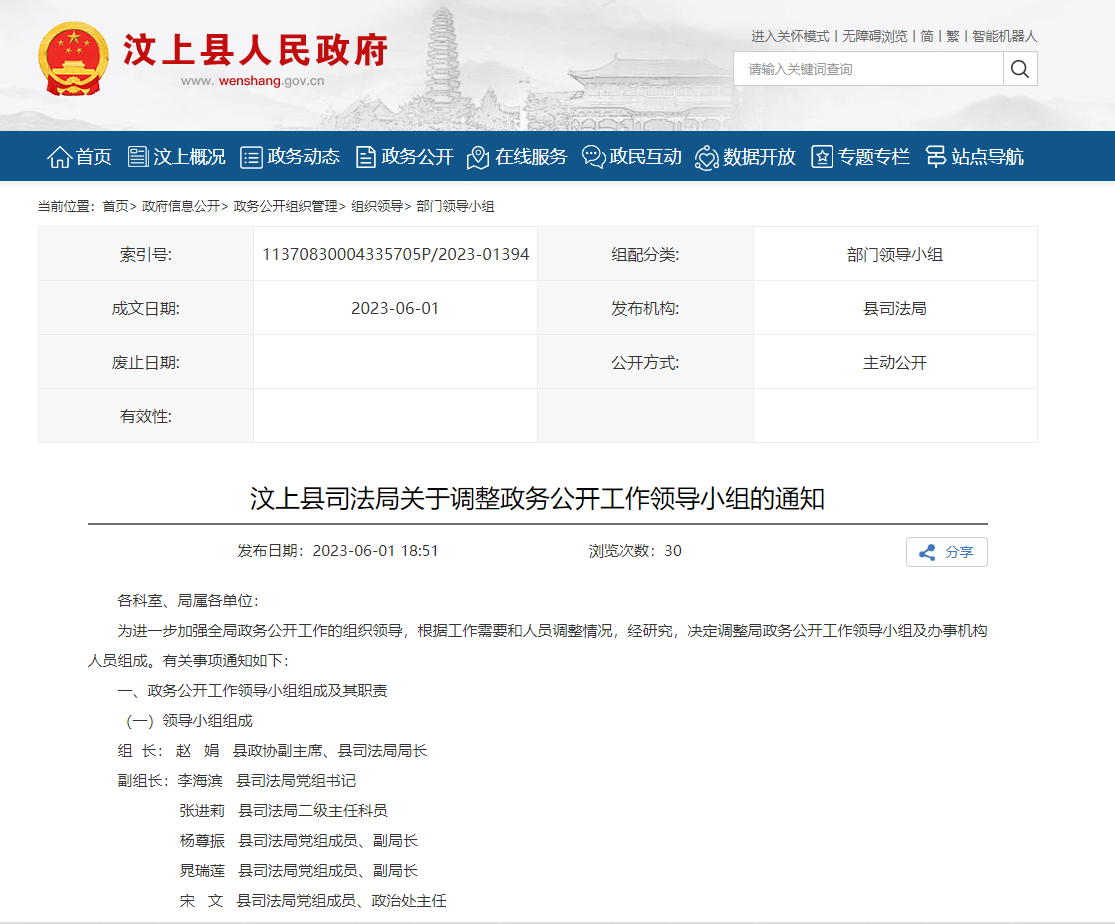 汶上县人民政府
www. wenshang.gov.cn
进入关怀模式 | 无障碍浏览 | 简 | 繁 | 智能机器人
请输入关键词查询
首页 汶上概况 政务动态 政务公开 在线服务 政民互动 数据开放 专题专栏 站点导航
当前位置：首页> 政府信息公开> 政务公开组织管理> 组织领导> 部门领导小组
索引号: 11370830004335705P/2023-01394 组配分类: 部门领导小组
成文日期: 2023-06-01 发布机构: 县司法局
废止日期: 公开方式: 主动公开
有效性:
汶上县司法局关于调整政务公开工作领导小组的通知
发布日期：2023-06-01 18:51 浏览次数：30 分享
各科室、局属各单位：
为进一步加强全局政务公开工作的组织领导，根据工作需要和人员调整情况，经研究，决定调整局政务公开工作领导小组及办事机构
人员组成。有关事项通知如下：
一、政务公开工作领导小组组成及其职责
（一）领导小组组成
组 长： 赵 娟 县政协副主席、县司法局局长
副组长：李海滨 县司法局党组书记
张进莉 县司法局二级主任科员
杨尊振 县司法局党组成员、副局长
晁瑞莲 县司法局党组成员、副局长
宋 文 县司法局党组成员、政治处主任